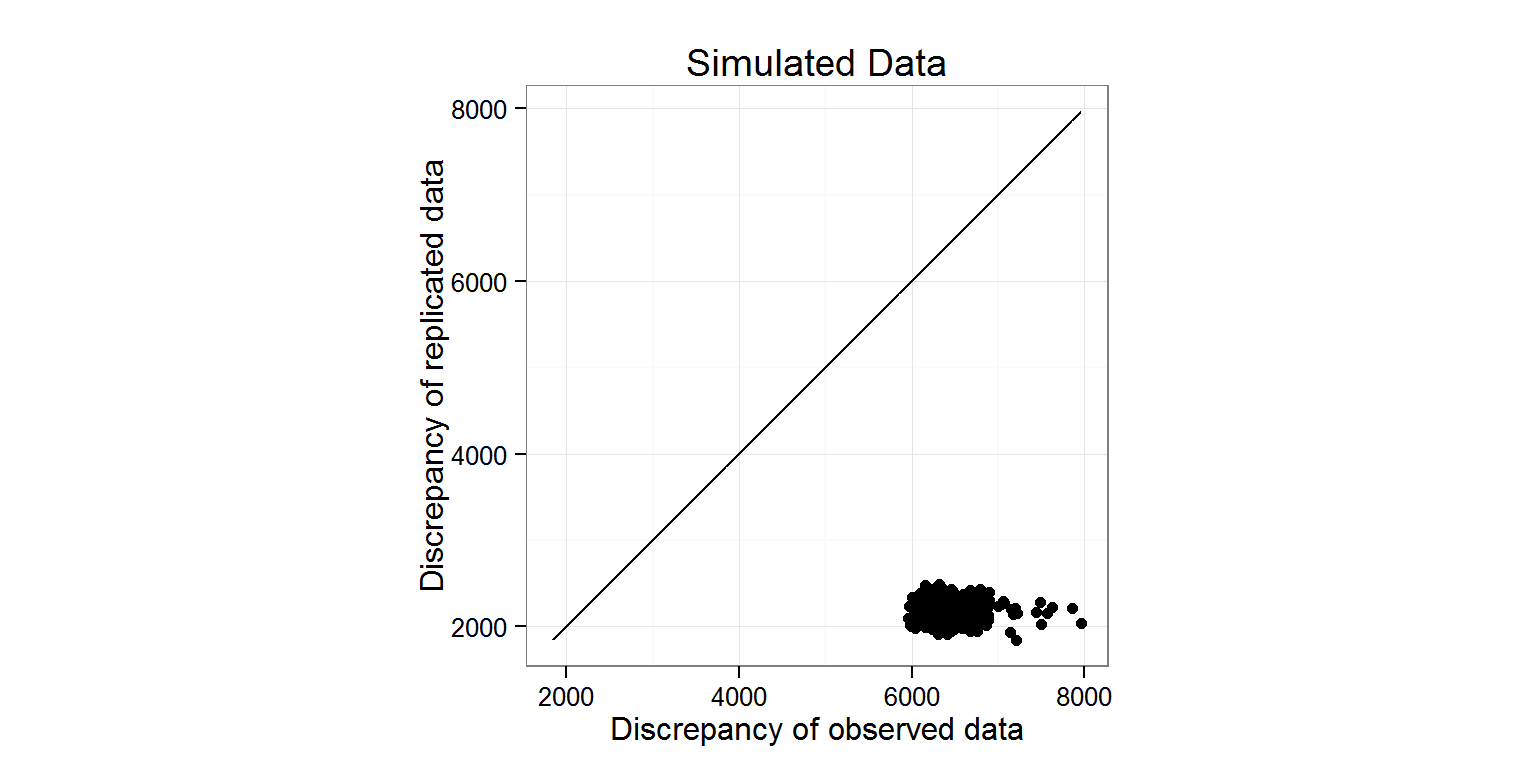 Simulated Data
Discrepancy of replicated data
8000
6000
4000
2000
2000 4000 6000 8000
Discrepancy of observed data